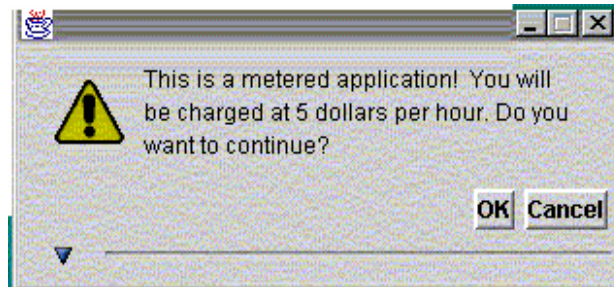 This is a metered application! You will
be charged at 5 dollars per hour. Do you
want to continue?
OK Cancel